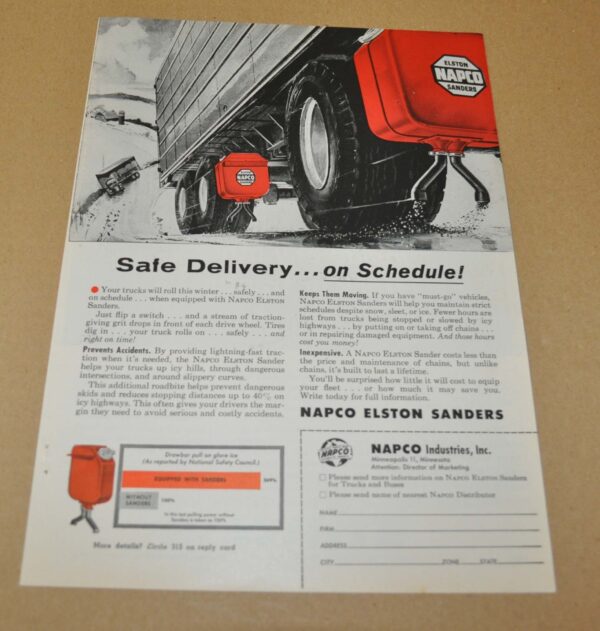 ELSTON
NAPCO
SANDERS
NAPCO
Safe Delivery...on Schedule!
Your trucks will roll this winter...safely...and
on schedule . . . when equipped with NAPCO ELSTON
Sanders.
Just flip a switch . . . and a stream of traction-
giving grit drops in front of each drive wheel. Tires
dig in . . . your truck rolls on . . . safely . . . and
right on time!
Prevents Accidents. By providing lightning-fast trac-
tion when it's needed, the NAPCO ELSTON Sander
helps your trucks up icy hills, through dangerous
intersections, and around slippery curves.
This additional roadbite helps prevent dangerous
skids and reduces stopping distances up to 40% on
icy highways. This often gives your drivers the mar-
gin they need to avoid serious and costly accidents.
Keeps Them Moving. If you have "must-go" vehicles,
NAPCO ELSTON Sanders will help you maintain strict
schedules despite snow, sleet, or ice. Fewer hours are
lost from trucks being stopped or slowed by icy
highways . . . by putting on or taking off chains . . .
or in repairing damaged equipment. And those hours
cost you money!
Inexpensive. A NAPCO ELSTON Sander costs less than
the price and maintenance of chains, but unlike
chains, it's built to last a lifetime.
You'll be surprised how little it will cost to equip
your fleet . . . or how much it may save you.
Write today for full information.
NAPCO ELSTON SANDERS
Drawbar pull on glare ice
(As reported by National Safety Council.)
EQUIPPED WITH SANDERS
WITHOUT
SANDERS
100%
In the test pulling power without
Sanders is taken as 100%
More details? Circle 315 on reply card
NAPCO
NAPCO Industries, Inc.
Minneapolis 11, Minnesota
Attention: Director of Marketing
Please send more information on NAPCO ELSTON Sanders
for Trucks and Buses
Please send name of nearest NAPCO Distributor
NAME
FIRM
ADDRESS
CITY ZONE STATE